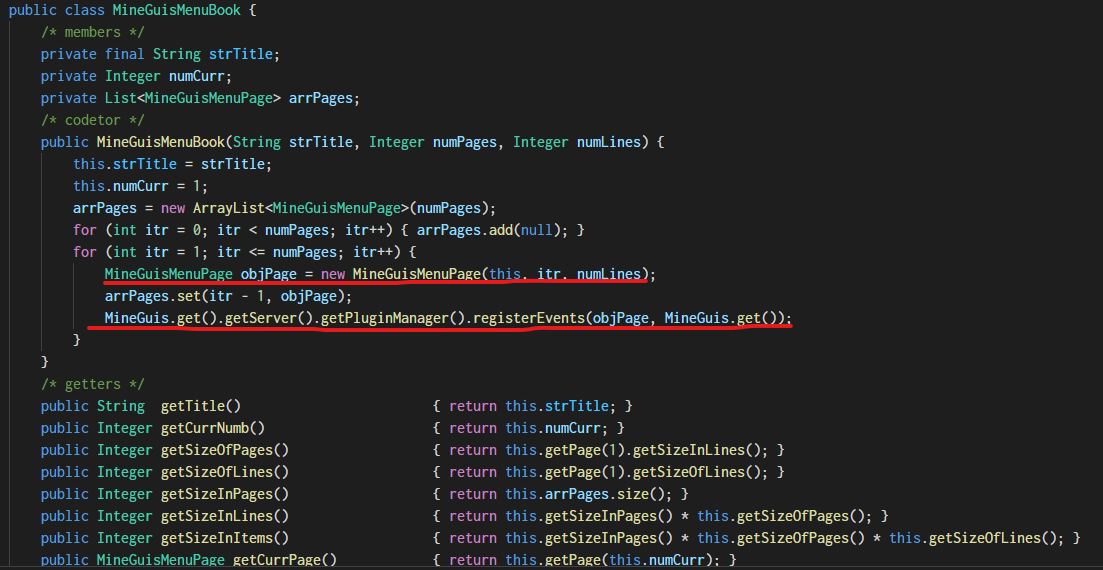 public class MineGuisMenuBook {
/* members */
private final String strTitle;
private Integer numCurr;
private List<MineGuisMenuPage> arrPages;
/* codetor */
public MineGuisMenuBook(String strTitle, Integer numPages, Integer numLines) {
this.strTitle = strTitle;
this.numCurr = 1;
arrPages = new ArrayList<MineGuisMenuPage>(numPages);
for (int itr = 0; itr < numPages; itr++) { arrPages.add(null); }
for (int itr = 1; itr <= numPages; itr++) {
MineGuisMenuPage objPage = new MineGuisMenuPage(this, itr, numLines);
arrPages.set(itr - 1, objPage);
MineGuis.get().getServer().getPluginManager().registerEvents(objPage, MineGuis.get());
}
}
/* getters */
public String getTitle() { return this.strTitle; }
public Integer getCurrNumb() { return this.numCurr; }
public Integer getSizeOfPages() { return this.getPage(1).getSizeInLines(); }
public Integer getSizeOfLines() { return this.getPage(1).getSizeOfLines(); }
public Integer getSizeInPages() { return this.arrPages.size(); }
public Integer getSizeInLines() { return this.getSizeInPages() * this.getSizeOfPages(); }
public Integer getSizeInItems() { return this.getSizeInPages() * this.getSizeOfPages() * this.getSizeOfLines(); }
public MineGuisMenuPage getCurrPage() { return this.getPage(this.numCurr); }